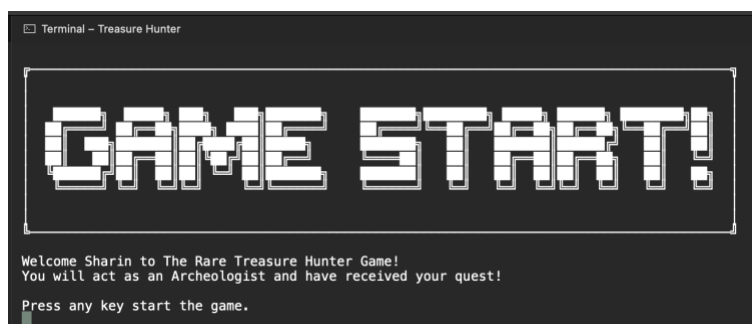 Terminal – Treasure Hunter
GAME START!
Welcome Sharin to The Rare Treasure Hunter Game!
You will act as an Archeologist and have received your quest!
Press any key start the game.